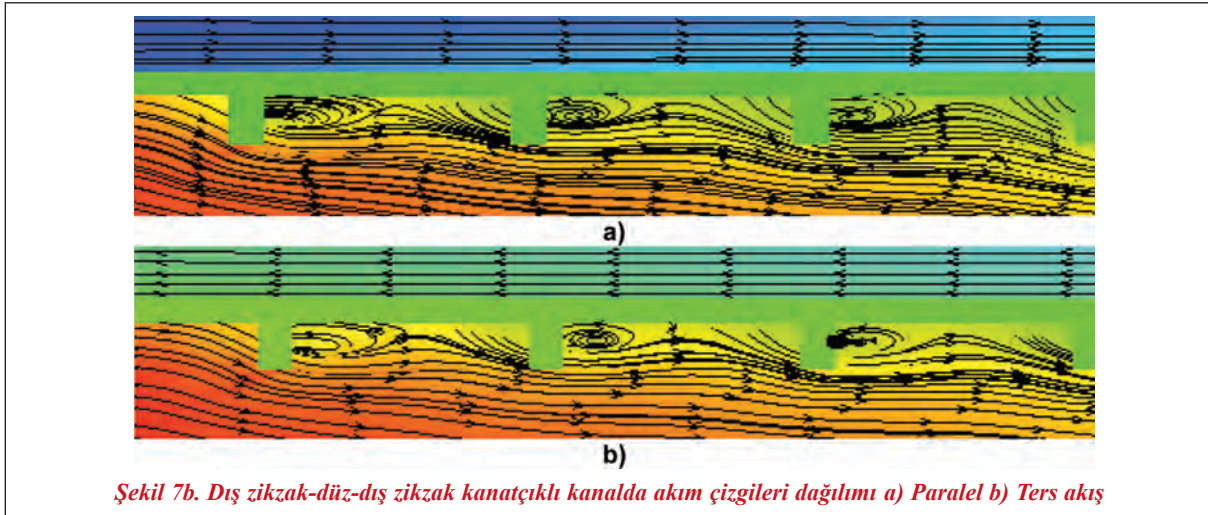 a)
b)
Şekil 7b. Dış zikzak-düz-dış zikzak kanatçıklı kanalda akım çizgileri dağılımı a) Paralel b) Ters akış